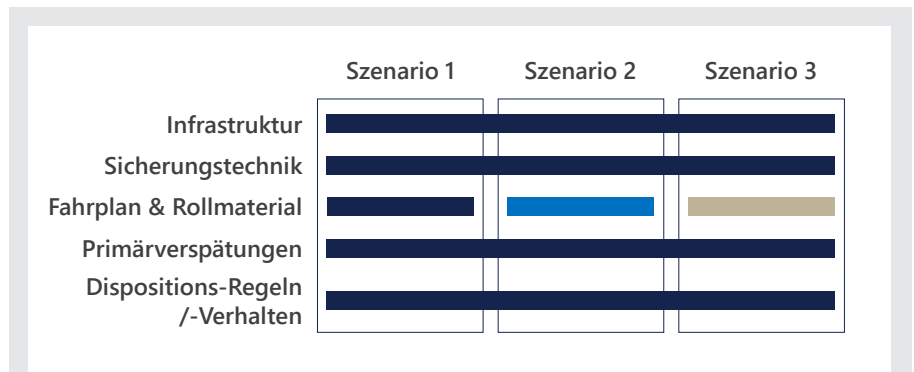 Szenario 1 Szenario 2 Szenario 3
Infrastruktur
Sicherungstechnik
Fahrplan & Rollmaterial
Primärverspätungen
Dispositions-Regeln
/-Verhalten